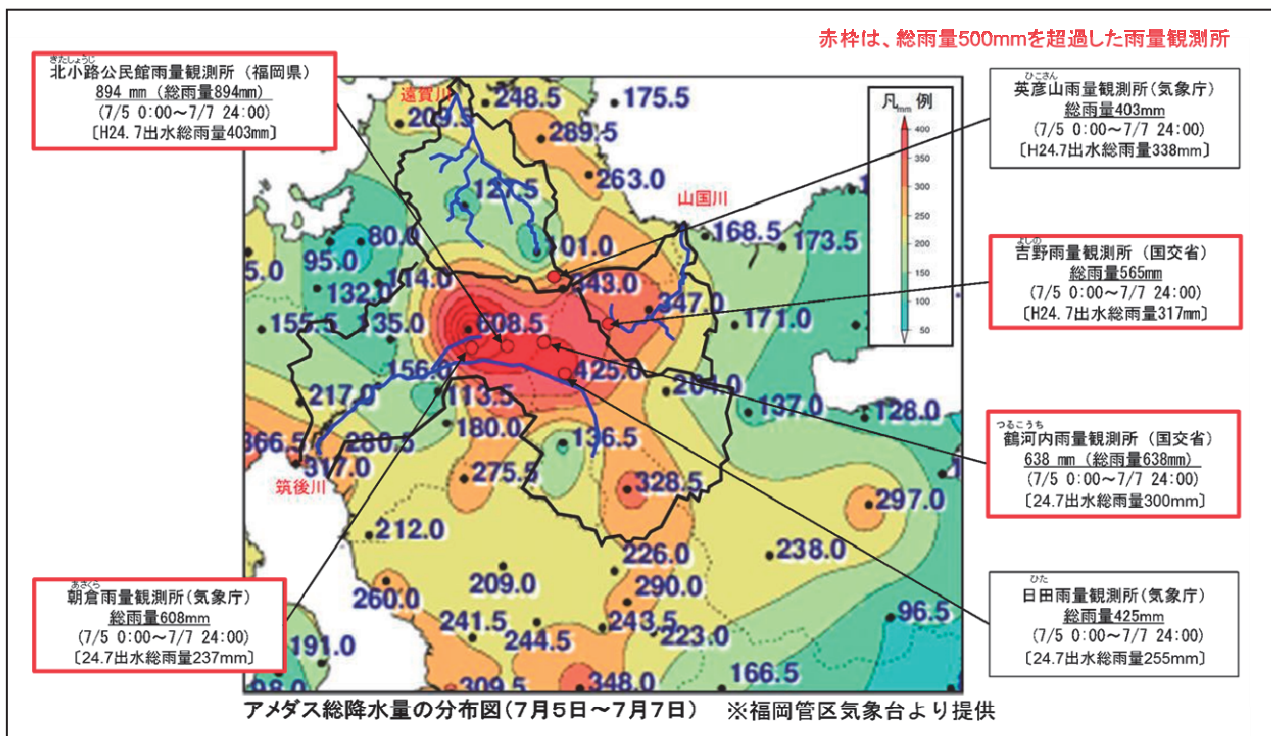 赤枠は、総雨量500mmを超過した雨量観測所
きたしょうじ
北小路公民館雨量観測所（福岡県）
894 mm（総雨量894mm）
(7/5 0:00～7/7 24:00)
〔H24.7出水総雨量403mm〕
ひこさん
英彦山雨量観測所(気象庁)
総雨量403mm
(7/5 0:00～7/7 24:00)
〔H24.7出水総雨量338mm〕
よしの
吉野雨量観測所（国交省）
総雨量565mm
(7/5 0:00～7/7 24:00)
[H24.7出水総雨量317mm]
つるこうち
鶴河内雨量観測所（国交省）
638 mm（総雨量638mm）
(7/5 0:00～7/7 24:00)
[24.7出水総雨量300mm]
あさくら
朝倉雨量観測所(気象庁)
総雨量608mm
(7/5 0:00～7/7 24:00)
[24.7出水総雨量237mm]
ひた
日田雨量観測所(気象庁)
総雨量425mm
(7/5 0:00～7/7 24:00)
[24.7出水総雨量255mm]
凡 例
mm
400
350
300
250
200
150
100
50
遠賀川
山国川
筑後川
248.5
175.5
209.5
289.5
263.0
127.5
168.5
173.5
101.0
80.0
95.0
5.0
114.0
132.0
343.0
347.0
155.5
135.0
608.5
171.0
156.0
425.0
204.0
217.0
113.5
137.0
128.0
180.0
280.5
136.5
366.5
317.0
275.5
328.5
297.0
212.0
226.0
238.0
209.0
290.0
260.0
96.5
241.5
244.5
243.5
223.0
191.0
166.5
98.0
309.5
348.0
アメダス総降水量の分布図(7月5日～7月7日) ※福岡管区気象台より提供